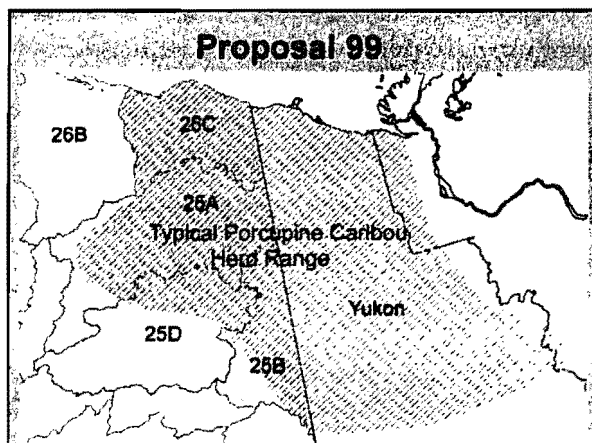 Proposal 99
26B
26C
25A
Typical Porcupine Caribou
Herd Range
Yukon
25D
25B